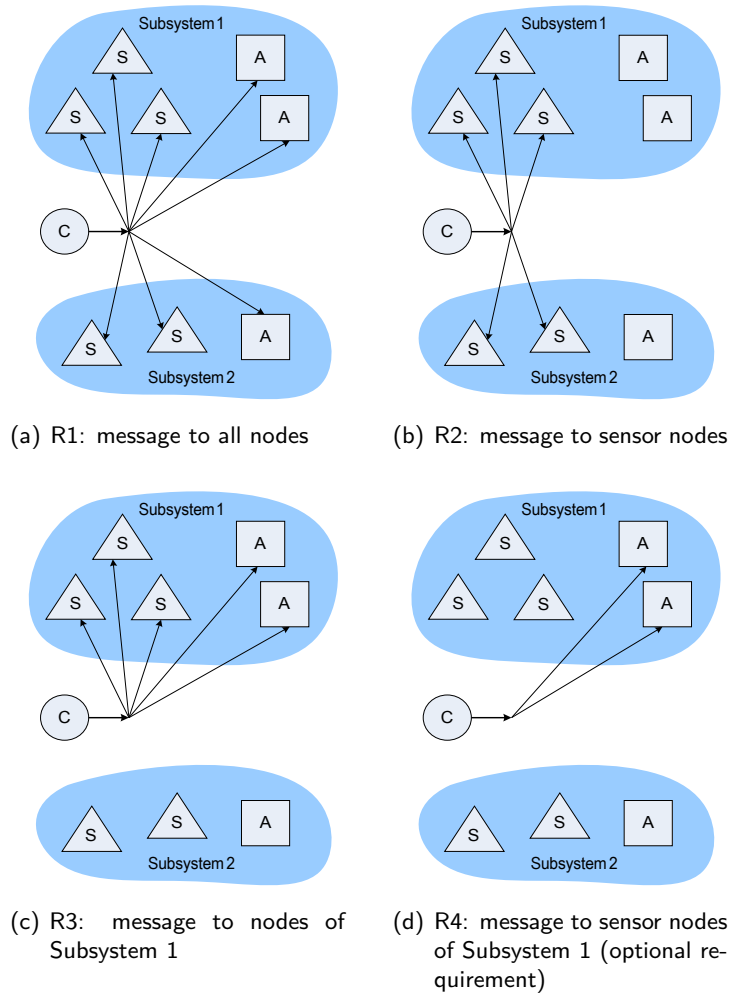 Subsystem 1
S
A
S
S
A
C
S
S
A
Subsystem 2
(a) R1: message to all nodes
Subsystem 1
S
A
S
S
A
C
S
S
A
Subsystem 2
(b) R2: message to sensor nodes
Subsystem 1
S
A
S
S
A
C
S
S
A
Subsystem 2
(c) R3: message to nodes of
Subsystem 1
Subsystem 1
S
A
S
S
A
C
S
S
A
Subsystem 2
(d) R4: message to sensor nodes
of Subsystem 1 (optional re-
quirement)